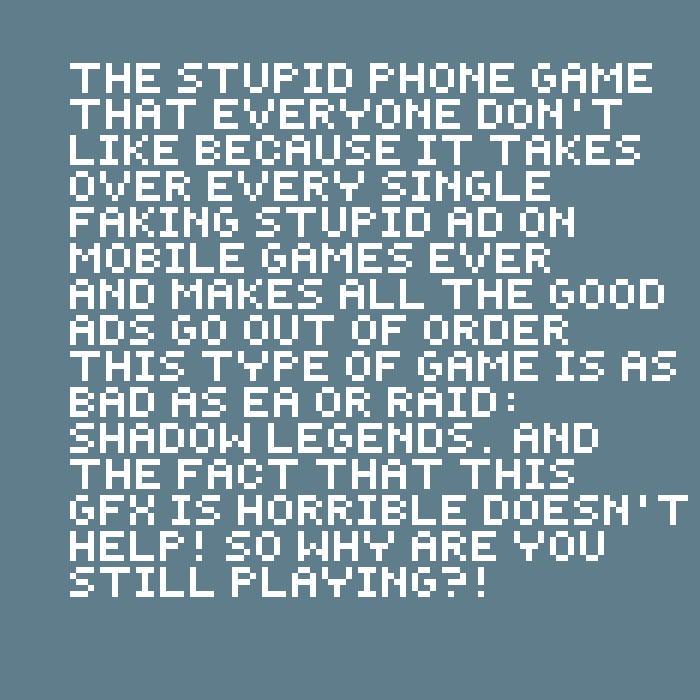 THE STUPID PHONE GAME
THAT EVERYONE DON'T
LIKE BECAUSE IT TAKES
OVER EVERY SINGLE
FAKING STUPID AD ON
MOBILE GAMES EVER
AND MAKES ALL THE GOOD
ADS GO OUT OF ORDER
THIS TYPE OF GAME IS AS
BAD AS EA OR RAID:
SHADOW LEGENDS. AND
THE FACT THAT THIS
GFX IS HORRIBLE DOESN'T
HELP! SO WHY ARE YOU
STILL PLAYING?!